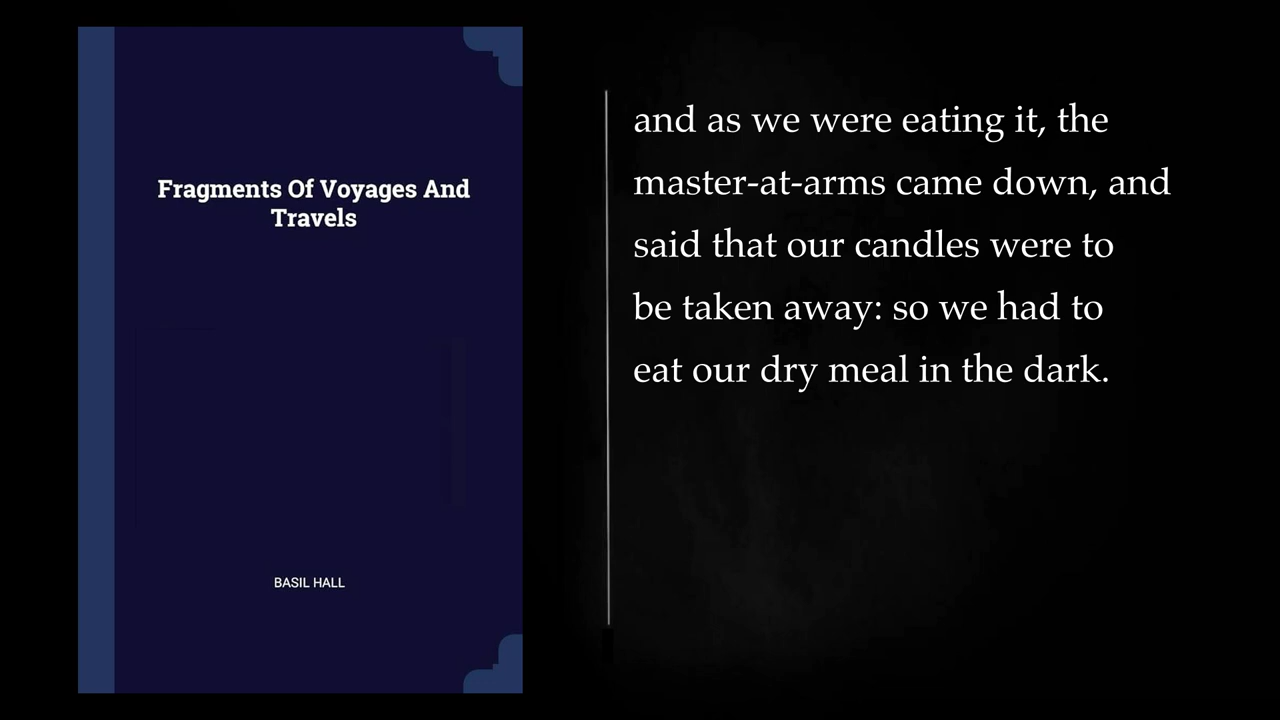 Fragments Of Voyages And
Travels
BASIL HALL
and as we were eating it, the
master-at-arms came down, and
said that our candles were to
be taken away: so we had to
eat our dry meal in the dark.